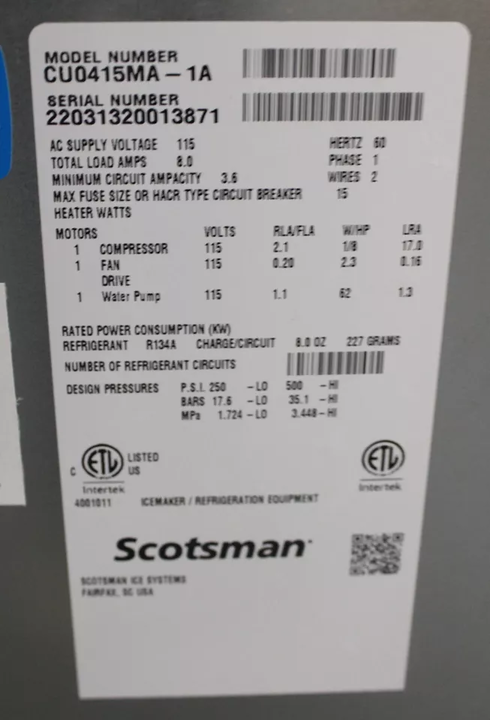 MODEL NUMBER
CU0415MA - 1A
SERIAL NUMBER
22031320013871
AC SUPPLY VOLTAGE 115 HERTZ 60
TOTAL LOAD AMPS 8.0 PHASE 1
MINIMUM CIRCUIT AMPACITY 3.6 WIRES 2
MAX FUSE SIZE OR HACR TYPE CIRCUIT BREAKER 15
HEATER WATTS
MOTORS VOLTS RLA/FLA W/HP LRA
1 COMPRESSOR 115 2.1 1/8 17.0
1 FAN 115 0.20 2.3 0.16
DRIVE
1 Water Pump 115 1.1 62 1.3
RATED POWER CONSUMPTION (KW)
REFRIGERANT R134A CHARGE/CIRCUIT 8.0 OZ 227 GRAMS
NUMBER OF REFRIGERANT CIRCUITS
DESIGN PRESSURES P.S.I. 250 - LO 500 - HI
BARS 17.6 - LO 35.1 - HI
MPa 1.724 - LO 3.448 - HI
C ETL LISTED US
Intertek
ETL
Intertek
4001011 ICEMAKER / REFRIGERATION EQUIPMENT
Scotsman
SCOTSMAN ICE SYSTEMS
FAIRFAX, SC USA